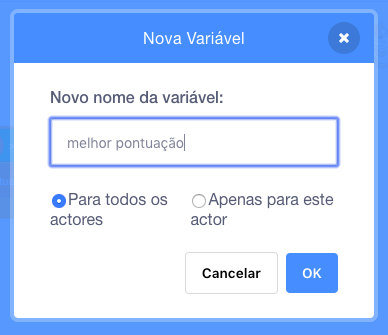 Nova Variável
Novo nome da variável:
melhor pontuação
Para todos os
actores
Apenas para este
actor
Cancelar
OK